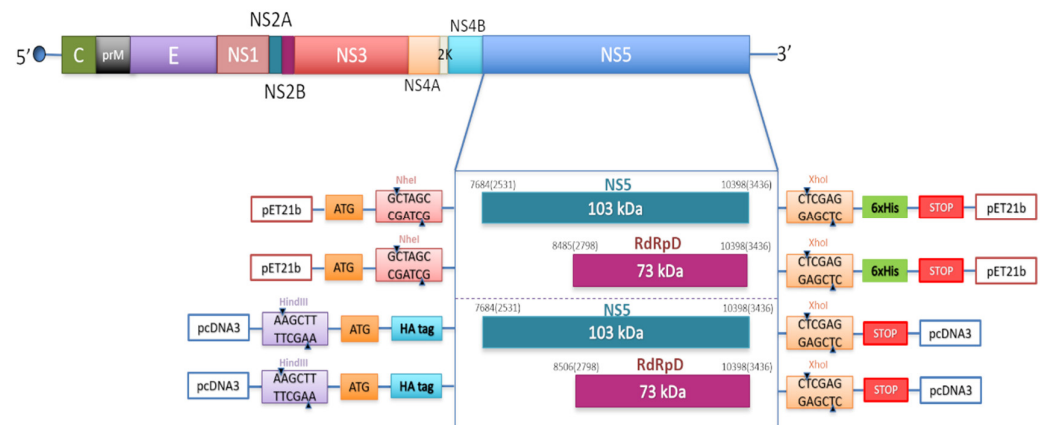 NS2A
NS4B
5′ C prM E NS1 NS3 2K NS5 3′
NS2B
NS4A
7684(2531) NS5 10398(3436)
NheI
XhoI
pET21b ATG GCTAGC 103 kDa CTCGAG 6xHis STOP pET21b
CGATCG GAGCTC
8485(2798) RdRpD 10398(3436)
NheI
XhoI
pET21b ATG GCTAGC 73 kDa CTCGAG 6xHis STOP pET21b
CGATCG GAGCTC
7684(2531) NS5 10398(3436)
HindIII
XhoI
pcDNA3 AAGCTT ATG HA tag 103 kDa CTCGAG STOP pcDNA3
TTCGAA GAGCTC
8506(2798) RdRpD 10398(3436)
HindIII
XhoI
pcDNA3 AAGCTT ATG HA tag 73 kDa CTCGAG STOP pcDNA3
TTCGAA GAGCTC